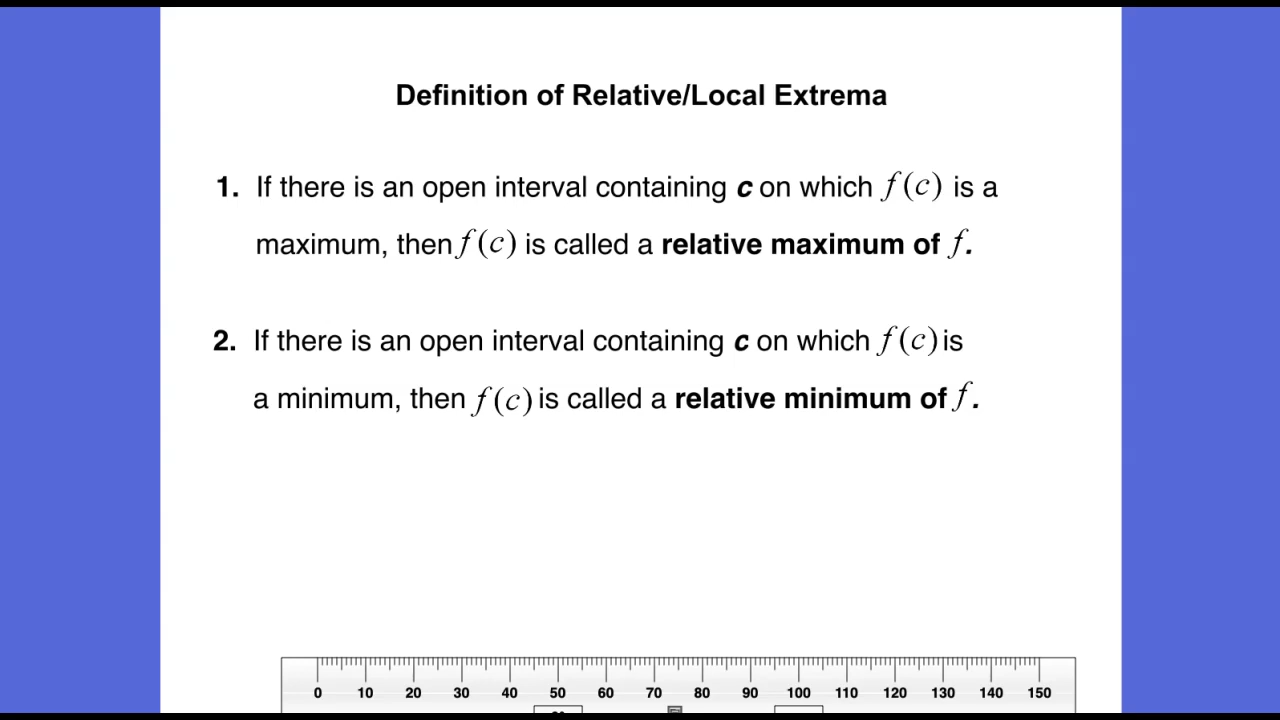 Definition of Relative/Local Extrema
1. If there is an open interval containing c on which f(c) is a
maximum, then f(c) is called a relative maximum of f.
2. If there is an open interval containing c on which f(c) is
a minimum, then f(c) is called a relative minimum of f.
0 10 20 30 40 50 60 70 80 90 100 110 120 130 140 150